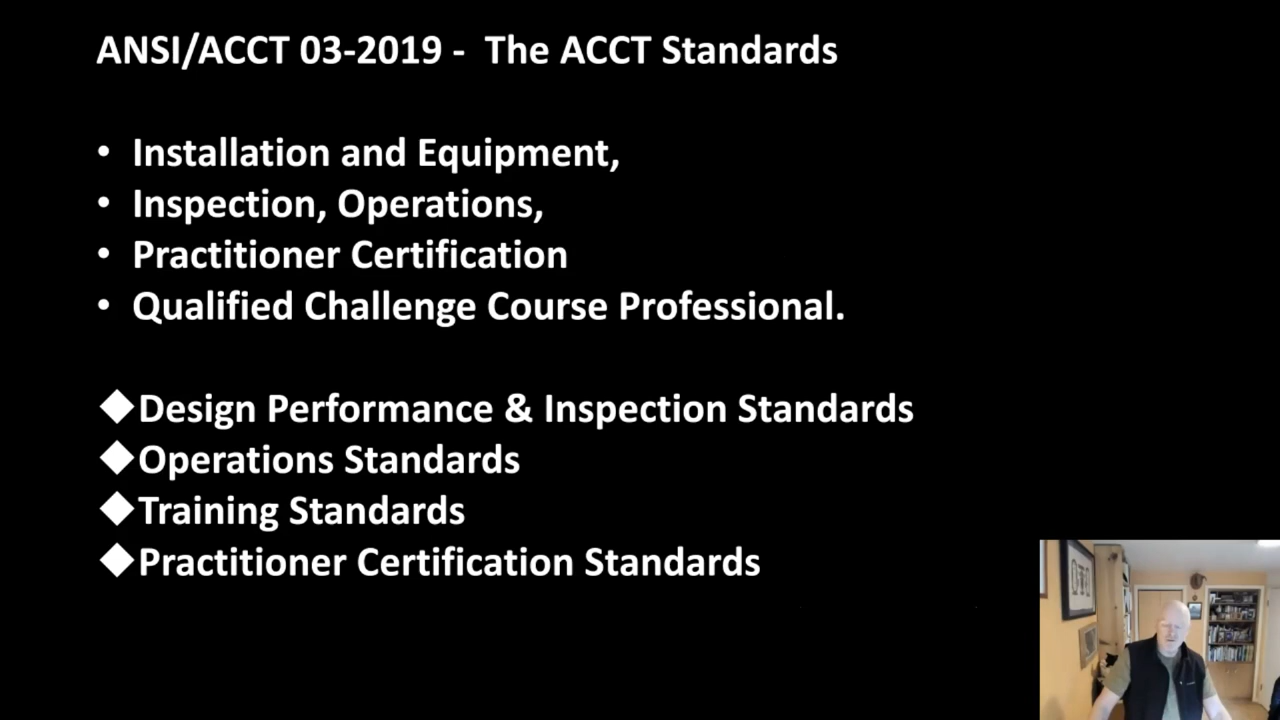 ANSI/ACCT 03-2019 - The ACCT Standards
• Installation and Equipment,
• Inspection, Operations,
• Practitioner Certification
• Qualified Challenge Course Professional.
◆Design Performance & Inspection Standards
◆Operations Standards
◆Training Standards
◆Practitioner Certification Standards